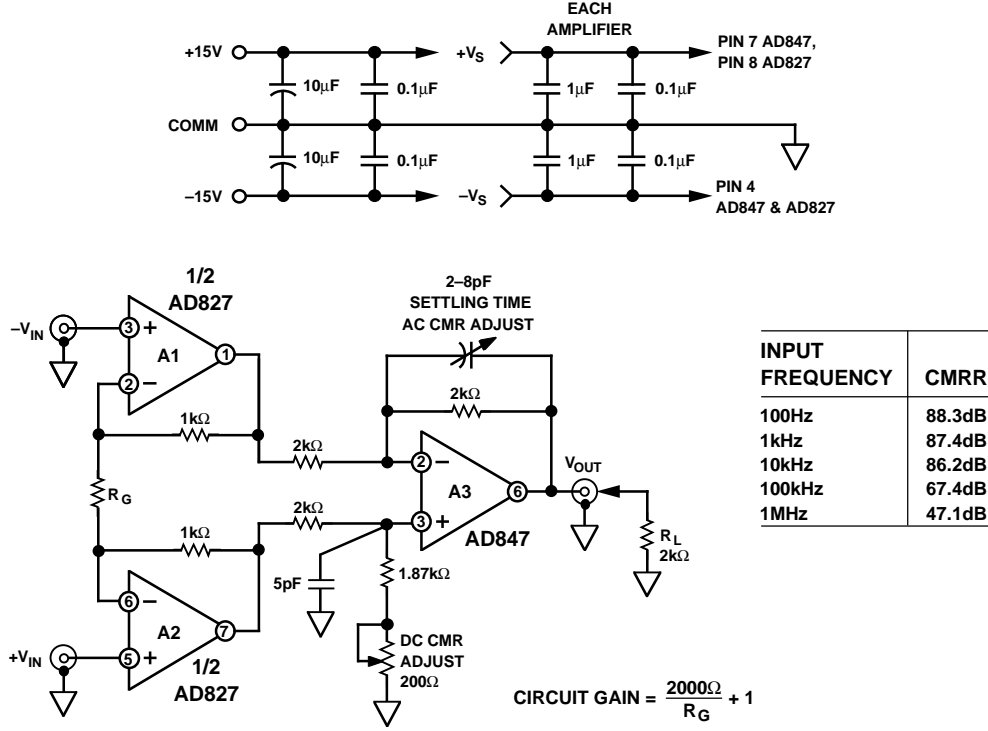 EACH
AMPLIFIER
+15V
+VS
PIN 7 AD847,
PIN 8 AD827
10µF
0.1µF
1µF
0.1µF
COMM
10µF
0.1µF
1µF
0.1µF
–15V
–VS
PIN 4
AD847 & AD827
1/2
AD827
2–8pF
SETTLING TIME
AC CMR ADJUST
–VIN
3
+
A1
1
2
–
1kΩ
2kΩ
2kΩ
2
–
A3
6
3
+
AD847
VOUT
RL
2kΩ
RG
1kΩ
2kΩ
5pF
1.87kΩ
6
–
A2
7
+VIN
5
+
1/2
AD827
DC CMR
ADJUST
200Ω
INPUT
FREQUENCY CMRR
100Hz 88.3dB
1kHz 87.4dB
10kHz 86.2dB
100kHz 67.4dB
1MHz 47.1dB
CIRCUIT GAIN = 2000Ω / RG + 1